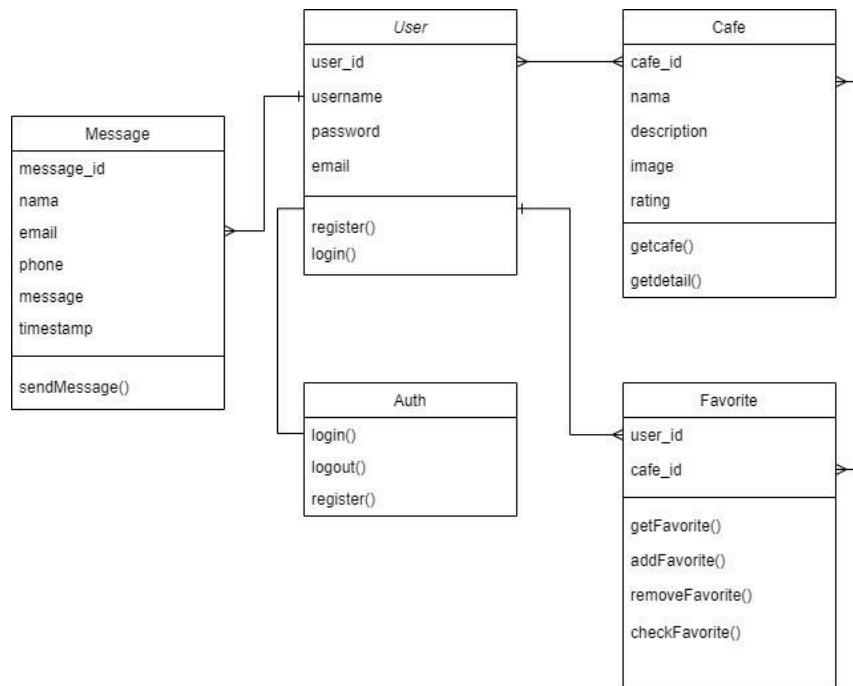 User
user_id
username
password
email
register()
login()
Cafe
cafe_id
nama
description
image
rating
getcafe()
getdetail()
Message
message_id
nama
email
phone
message
timestamp
sendMessage()
Auth
login()
logout()
register()
Favorite
user_id
cafe_id
getFavorite()
addFavorite()
removeFavorite()
checkFavorite()